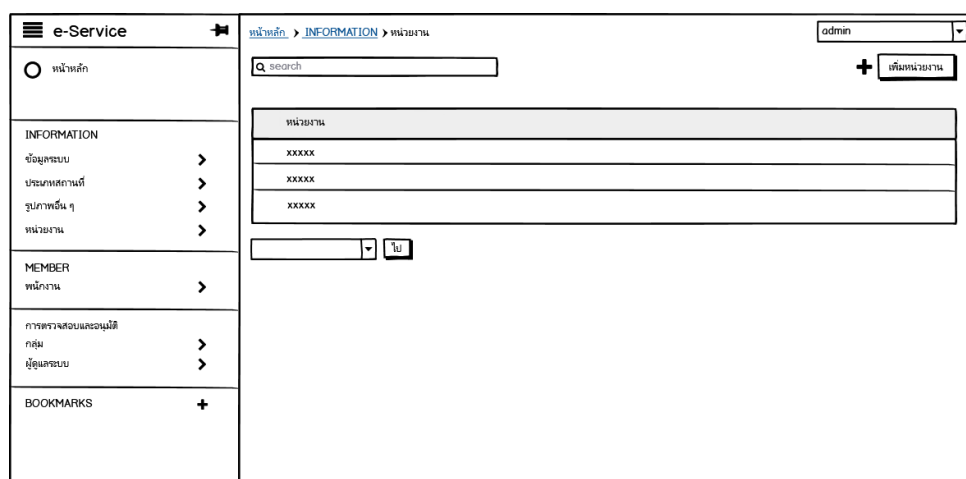 e-Service
หน้าหลัก
INFORMATION
ข้อมูลระบบ
ประเภทสถานที่
รูปภาพอื่น ๆ
หน่วยงาน
MEMBER
พนักงาน
การตรวจสอบและอนุมัติ
กลุ่ม
ผู้ดูแลระบบ
BOOKMARKS
หน้าหลัก > INFORMATION > หน่วยงาน
admin
search
เพิ่มหน่วยงาน
หน่วยงาน
xxxxx
xxxxx
xxxxx
ไป